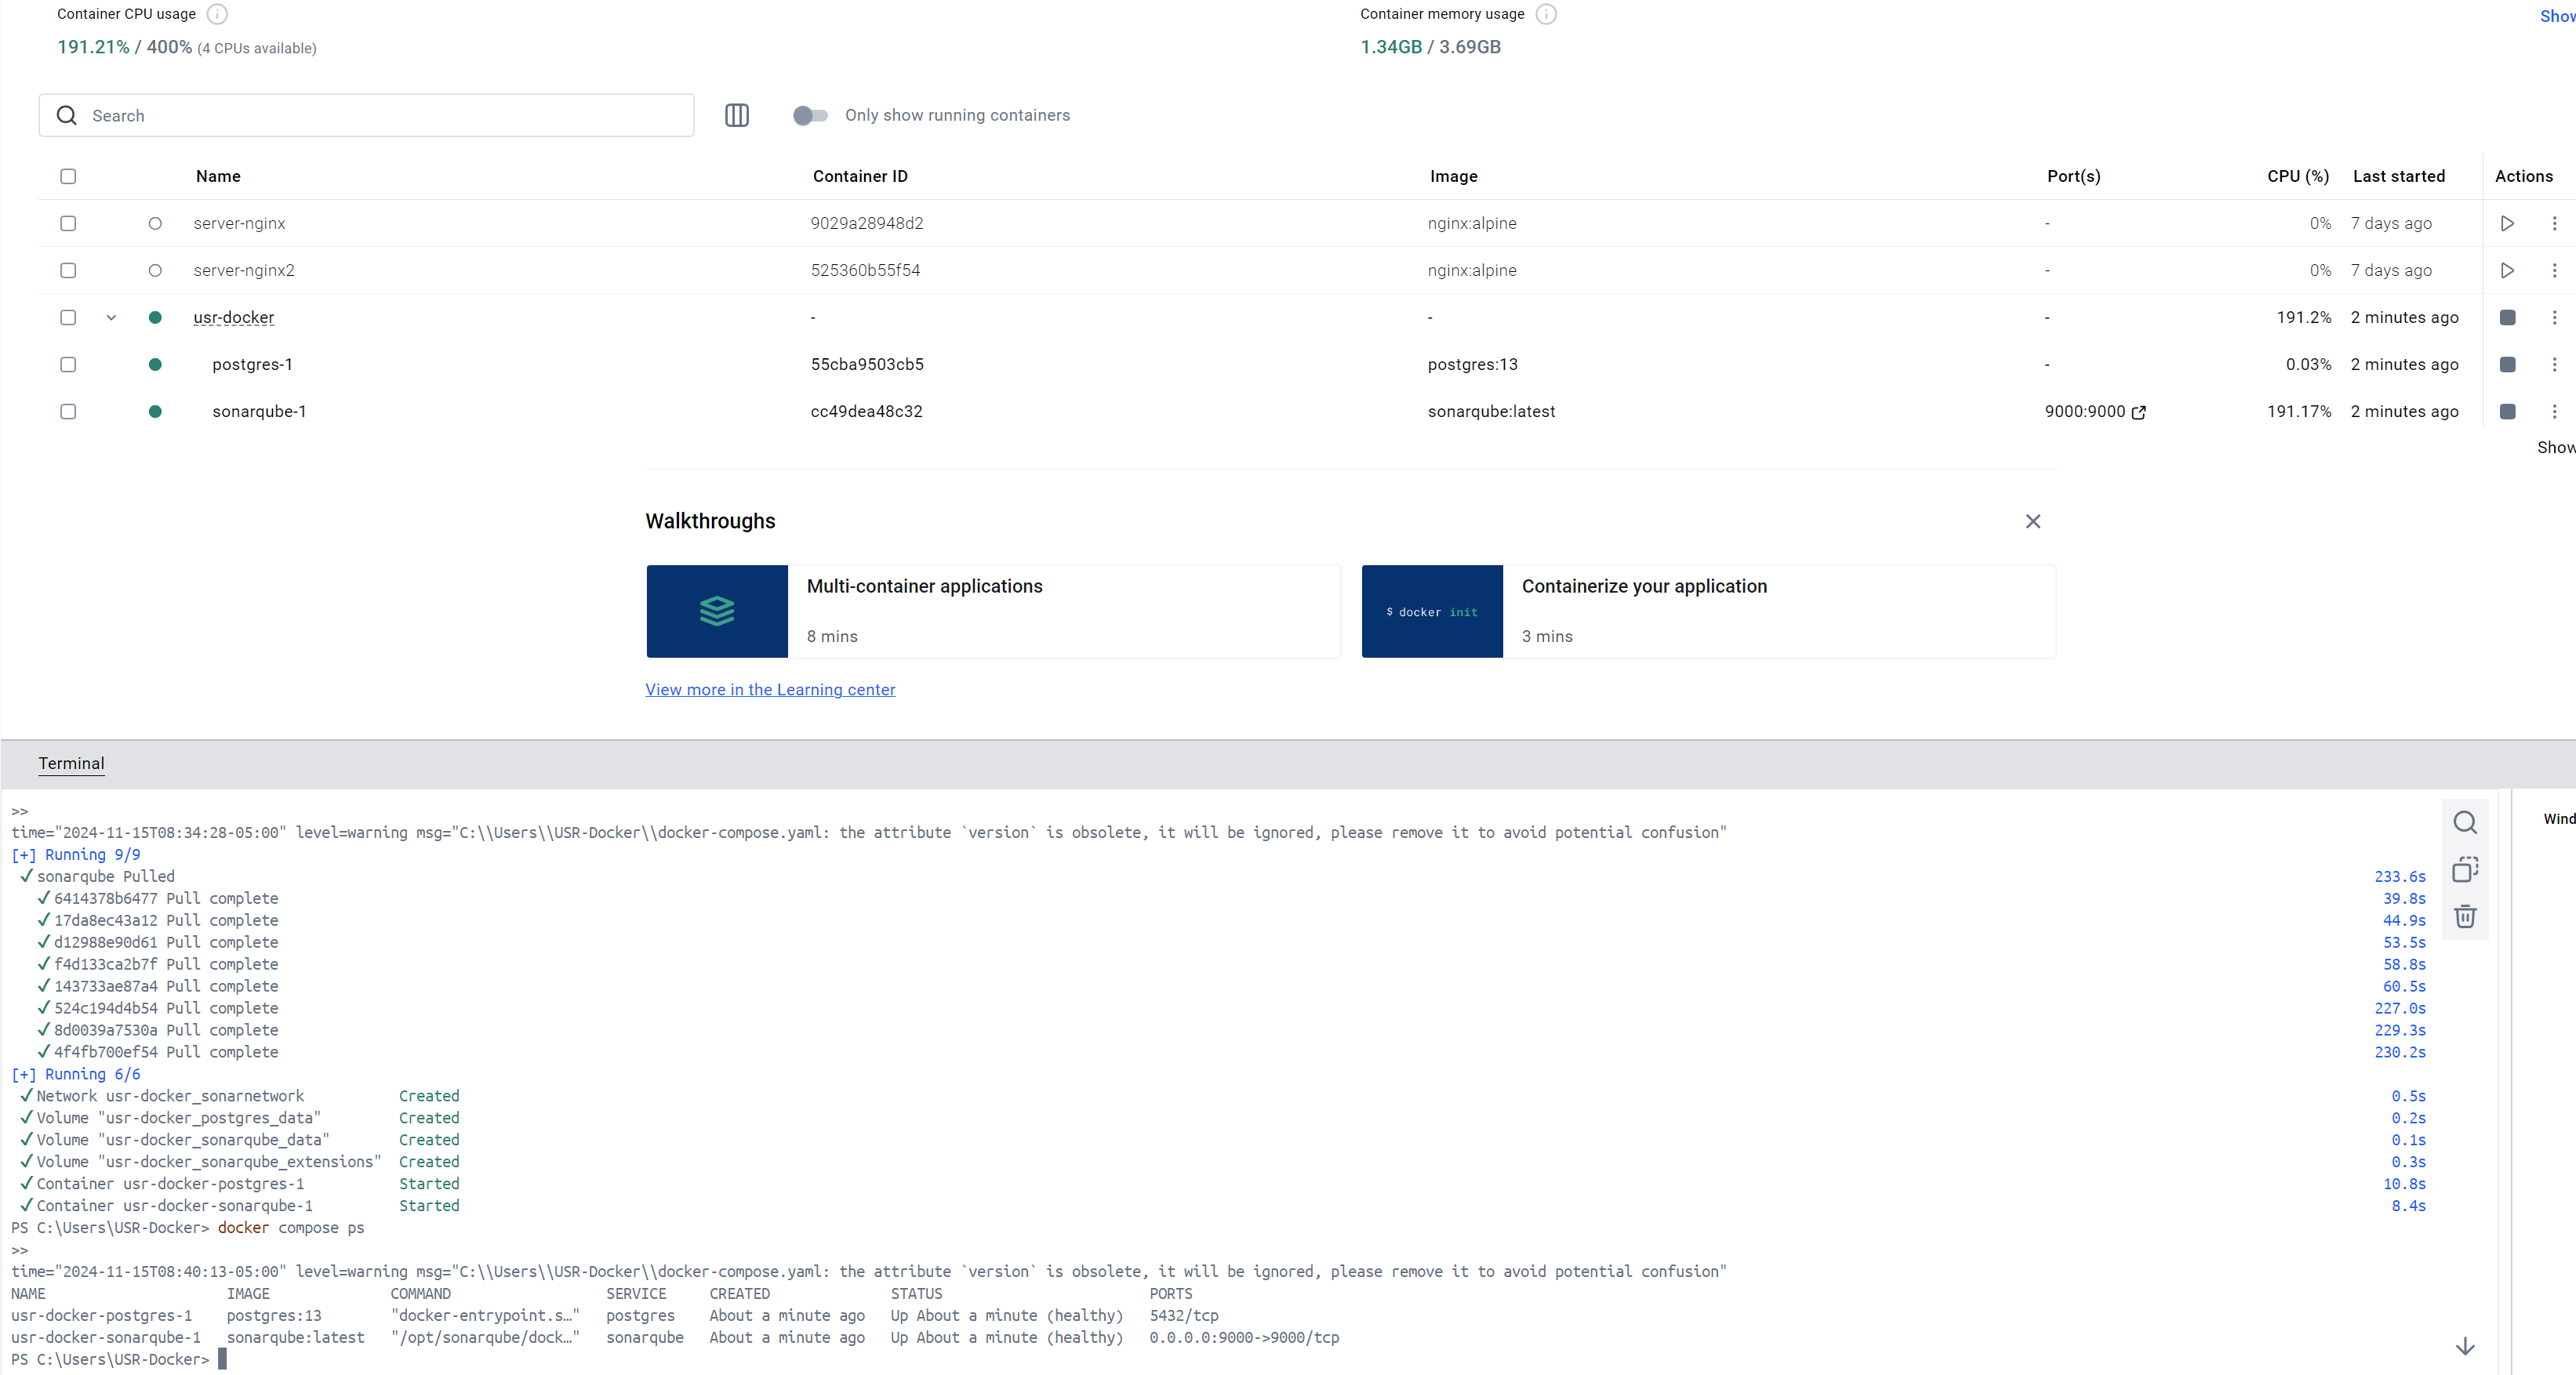 Container CPU usage
191.21% / 400% (4 CPUs available)
Container memory usage
1.34GB / 3.69GB
Search
Only show running containers
Name Container ID Image Port(s) CPU (%) Last started Actions
server-nginx 9029a28948d2 nginx:alpine - 0% 7 days ago
server-nginx2 525360b55f54 nginx:alpine - 0% 7 days ago
usr-docker - - - 191.2% 2 minutes ago
postgres-1 55cba9503cb5 postgres:13 - 0.03% 2 minutes ago
sonarqube-1 cc49dea48c32 sonarqube:latest 9000:9000 191.17% 2 minutes ago
Walkthroughs
Multi-container applications
8 mins
$ docker init
Containerize your application
3 mins
View more in the Learning center
Terminal
>>
time="2024-11-15T08:34:28-05:00" level=warning msg="C:\\Users\\USR-Docker\\docker-compose.yaml: the attribute `version` is obsolete, it will be ignored, please remove it to avoid potential confusion"
[+] Running 9/9
✓ sonarqube Pulled 233.6s
✓ 6414378b6477 Pull complete 39.8s
✓ 17da8ec43a12 Pull complete 44.9s
✓ d12988e90d61 Pull complete 53.5s
✓ f4d133ca2b7f Pull complete 58.8s
✓ 143733ae87a4 Pull complete 60.5s
✓ 524c194d4b54 Pull complete 227.0s
✓ 8d0039a7530a Pull complete 229.3s
✓ 4f4fb700ef54 Pull complete 230.2s
[+] Running 6/6
✓ Network usr-docker_sonarnetwork Created 0.5s
✓ Volume "usr-docker_postgres_data" Created 0.2s
✓ Volume "usr-docker_sonarqube_data" Created 0.1s
✓ Volume "usr-docker_sonarqube_extensions" Created 0.3s
✓ Container usr-docker-postgres-1 Started 10.8s
✓ Container usr-docker-sonarqube-1 Started 8.4s
PS C:\Users\USR-Docker> docker compose ps
>>
time="2024-11-15T08:40:13-05:00" level=warning msg="C:\\Users\\USR-Docker\\docker-compose.yaml: the attribute `version` is obsolete, it will be ignored, please remove it to avoid potential confusion"
NAME IMAGE COMMAND SERVICE CREATED STATUS PORTS
usr-docker-postgres-1 postgres:13 "docker-entrypoint.s…" postgres About a minute ago Up About a minute (healthy) 5432/tcp
usr-docker-sonarqube-1 sonarqube:latest "/opt/sonarqube/dock…" sonarqube About a minute ago Up About a minute (healthy) 0.0.0.0:9000->9000/tcp
PS C:\Users\USR-Docker>